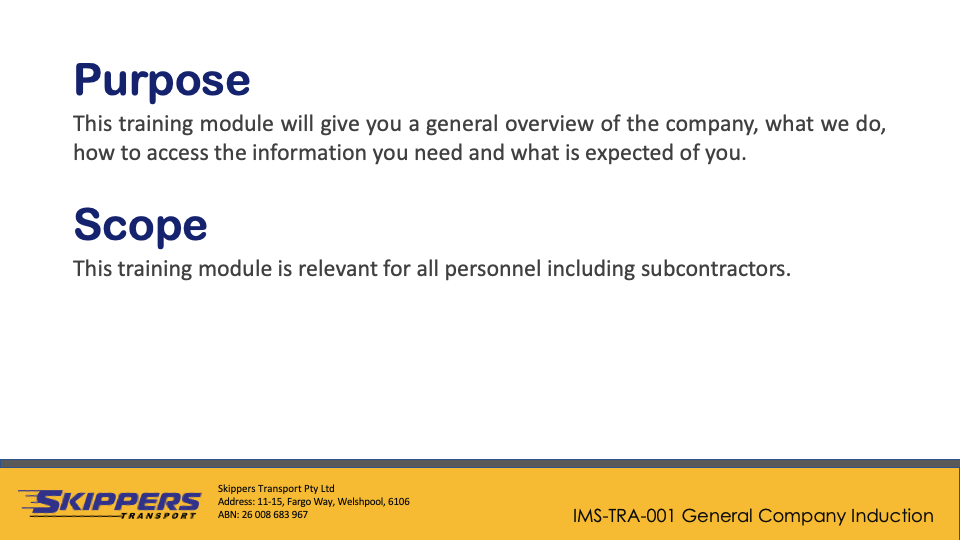 Purpose
This training module will give you a general overview of the company, what we do,
how to access the information you need and what is expected of you.
Scope
This training module is relevant for all personnel including subcontractors.
SKIPPERS
TRANSPORT
Skippers Transport Pty Ltd
Address: 11-15, Fargo Way, Welshpool, 6106
ABN: 26 008 683 967
IMS-TRA-001 General Company Induction